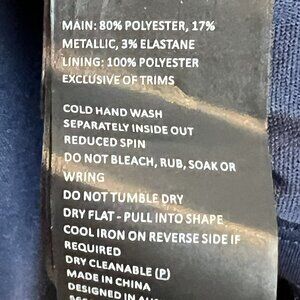 MAIN: 80% POLYESTER, 17%
METALLIC, 3% ELASTANE
LINING: 100% POLYESTER
EXCLUSIVE OF TRIMS
COLD HAND WASH
SEPARATELY INSIDE OUT
REDUCED SPIN
DO NOT BLEACH, RUB, SOAK OR
WRING
DO NOT TUMBLE DRY
DRY FLAT - PULL INTO SHAPE
COOL IRON ON REVERSE SIDE IF
REQUIRED
DRY CLEANABLE (P)
MADE IN CHINA
DESIGNED IN